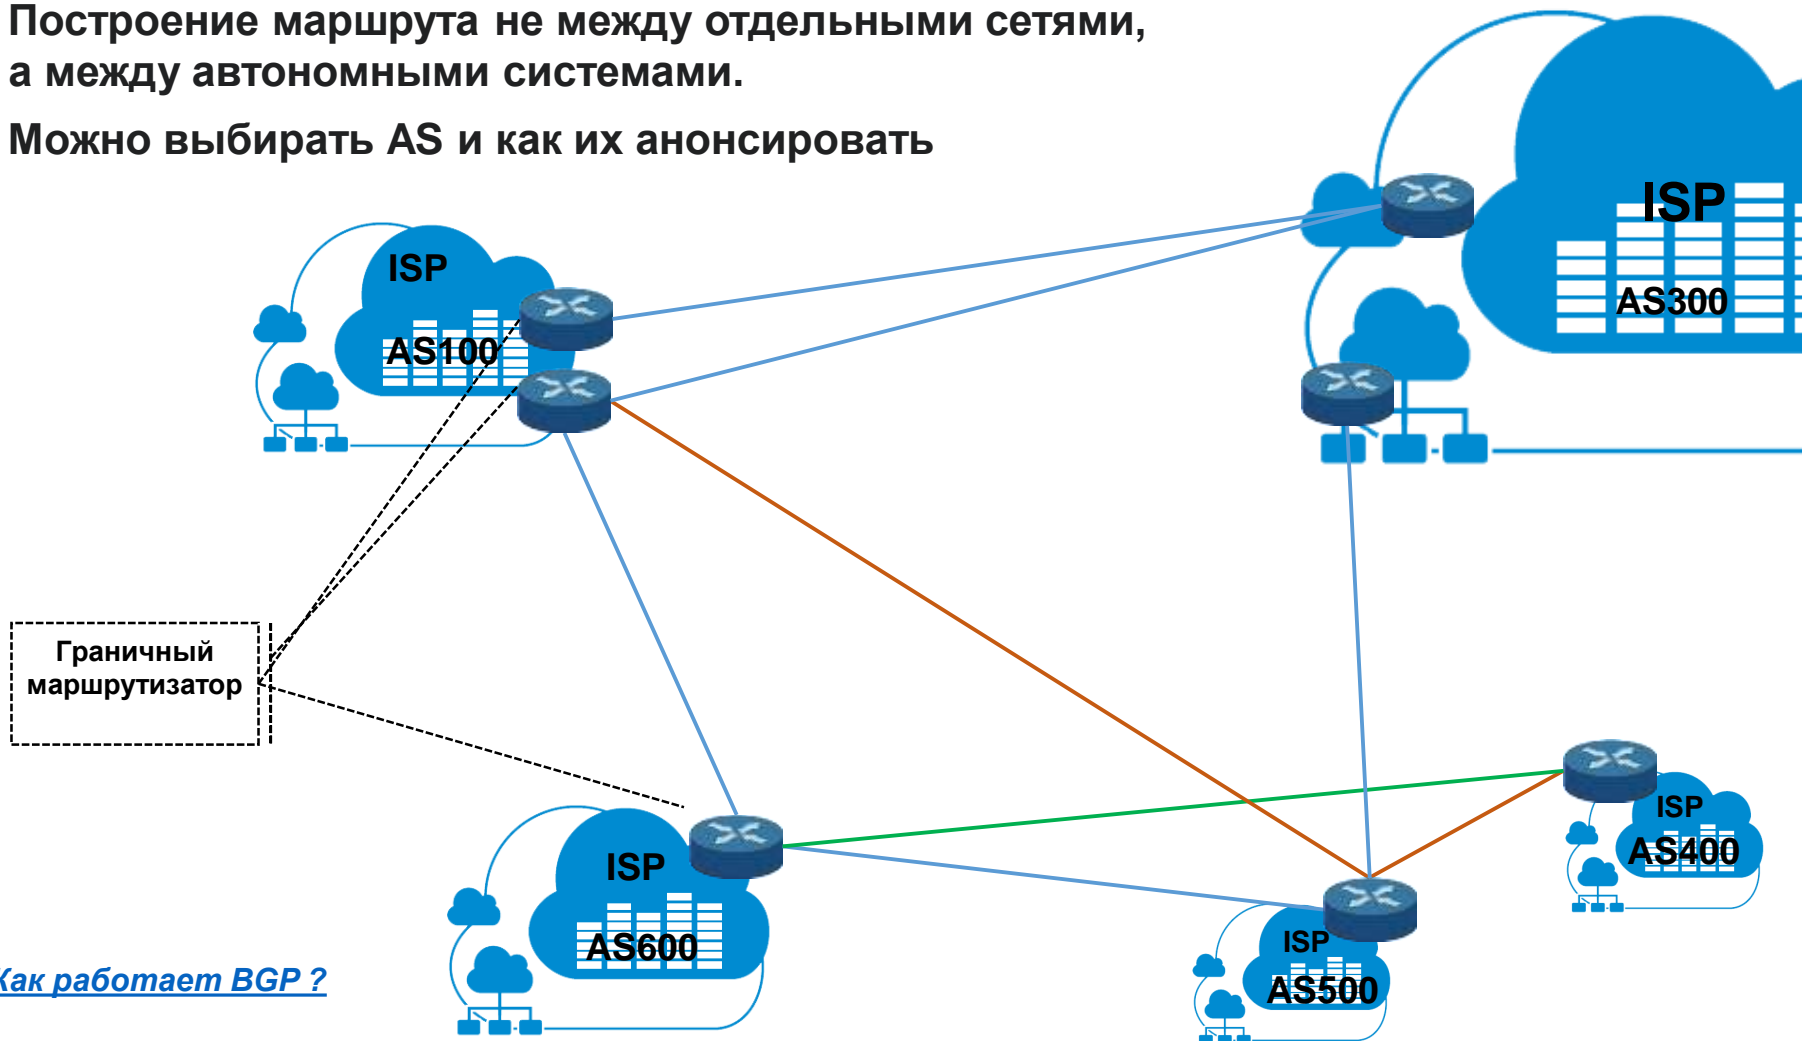 Построение маршрута не между отдельными сетями,
а между автономными системами.
Можно выбирать AS и как их анонсировать
ISP
AS300
ISP
AS100
Граничный
маршрутизатор
ISP
AS400
ISP
AS600
ISP
AS500
Как работает BGP ?